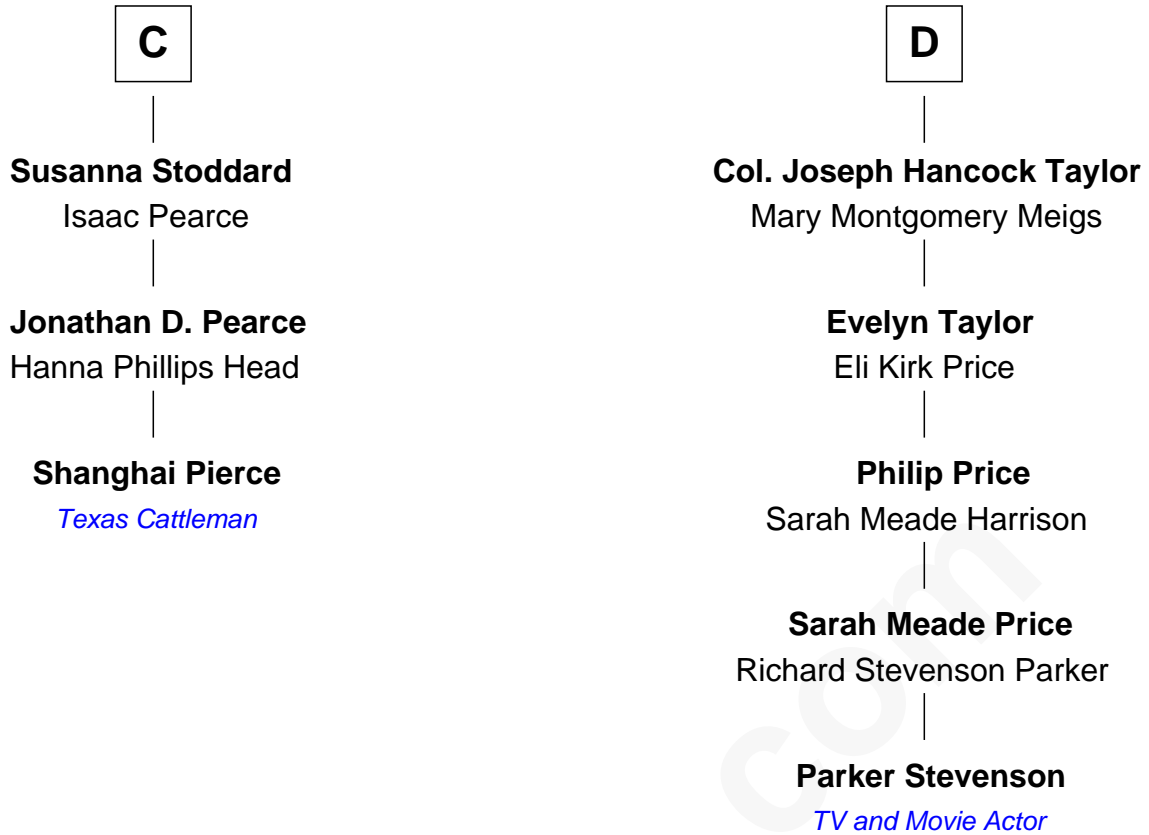 C
Susanna Stoddard
Isaac Pearce
Jonathan D. Pearce
Hanna Phillips Head
Shanghai Pierce
Texas Cattleman
D
Col. Joseph Hancock Taylor
Mary Montgomery Meigs
Evelyn Taylor
Eli Kirk Price
Philip Price
Sarah Meade Harrison
Sarah Meade Price
Richard Stevenson Parker
Parker Stevenson
TV and Movie Actor
com